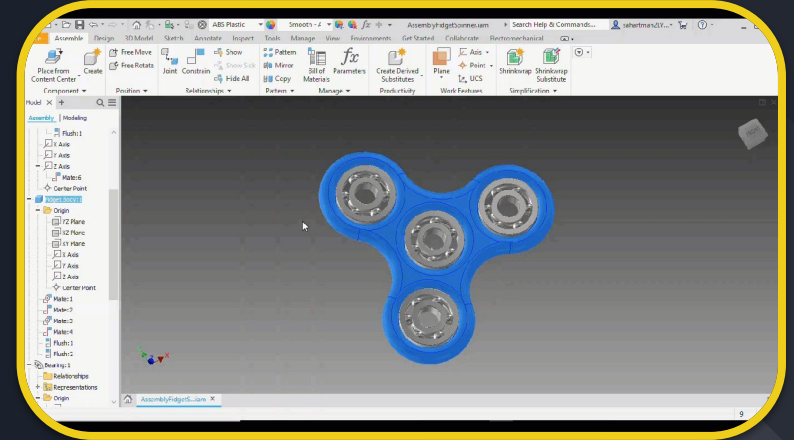 ABS Plastic
Smooth - A
AssemblyFidgetSpinner.iam
Search Help & Commands...
Assemble Design 3D Model Sketch Annotate Inspect Tools Manage View Environments Get Started Collaborate Electromechanical
Place from
Content Center
Create
Free Move
Free Rotate
Joint
Constrain
Show
Show Sick
Hide All
Pattern
Mirror
Copy
Bill of
Materials
Parameters
fx
Create Derived
Substitutes
Plane
Axis
Point
UCS
Shrinkwrap
Shrinkwrap
Substitute
Component Position Relationships Pattern Manage Productivity Work Features Simplification
Model
Assembly | Modeling
Flush:1
X Axis
Y Axis
Z Axis
Mate:6
Center Point
Origin
YZ Plane
XZ Plane
XY Plane
X Axis
Y Axis
Z Axis
Center Point
Mate:1
Mate:2
Mate:3
Mate:4
Flush:1
Flush:2
Bearing:1
Relationships
Representations
Origin
X
AssemblyFidgetS...iam X
9